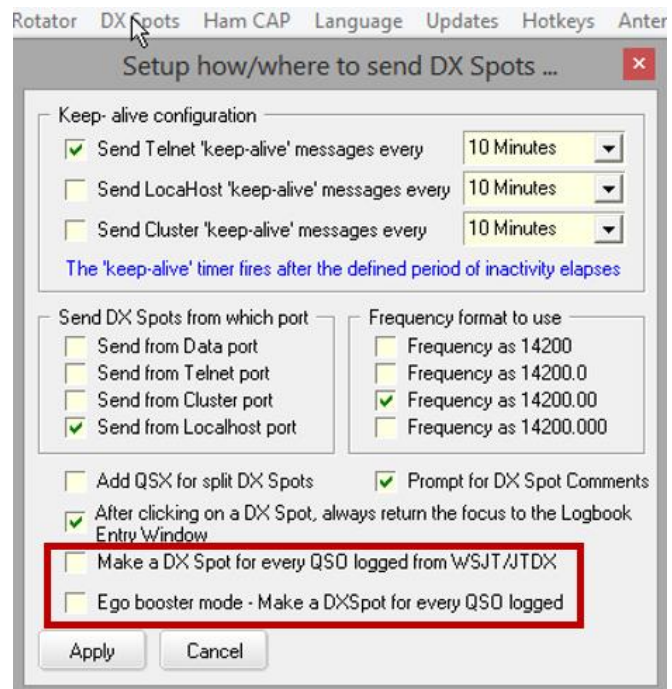 Rotator DX Spots Ham CAP Language Updates Hotkeys Anten
Setup how/where to send DX Spots ...
Keep- alive configuration
Send Telnet 'keep-alive' messages every 10 Minutes
Send LocaHost 'keep-alive' messages every 10 Minutes
Send Cluster 'keep-alive' messages every 10 Minutes
The 'keep-alive' timer fires after the defined period of inactivity elapses
Send DX Spots from which port
Send from Data port
Send from Telnet port
Send from Cluster port
Send from Localhost port
Frequency format to use
Frequency as 14200
Frequency as 14200.0
Frequency as 14200.00
Frequency as 14200.000
Add QSX for split DX Spots
Prompt for DX Spot Comments
After clicking on a DX Spot, always return the focus to the Logbook
Entry Window
Make a DX Spot for every QSO logged from WSJT/JTDX
Ego booster mode - Make a DXSpot for every QSO logged
Apply Cancel